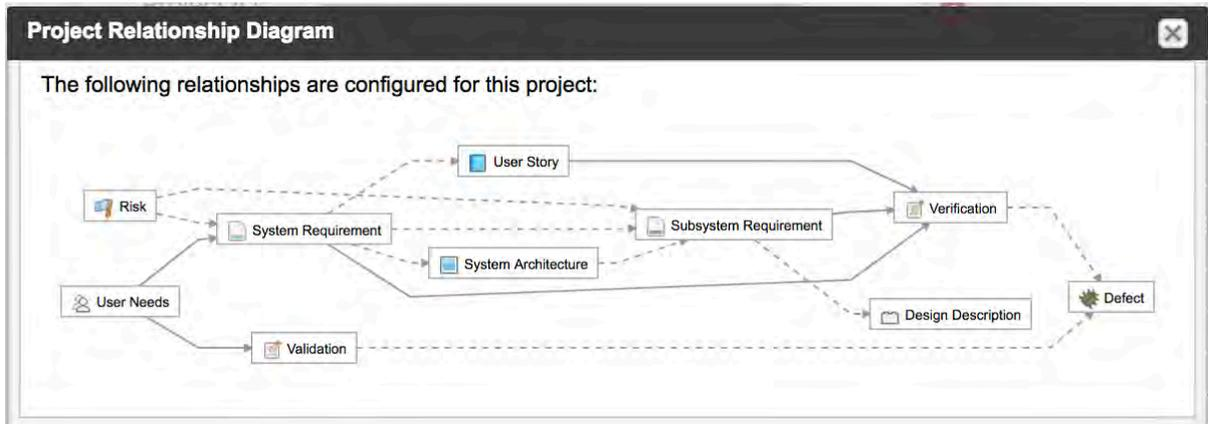 Project Relationship Diagram
The following relationships are configured for this project:
User Story
Risk
Verification
System Requirement
Subsystem Requirement
System Architecture
User Needs
Defect
Design Description
Validation